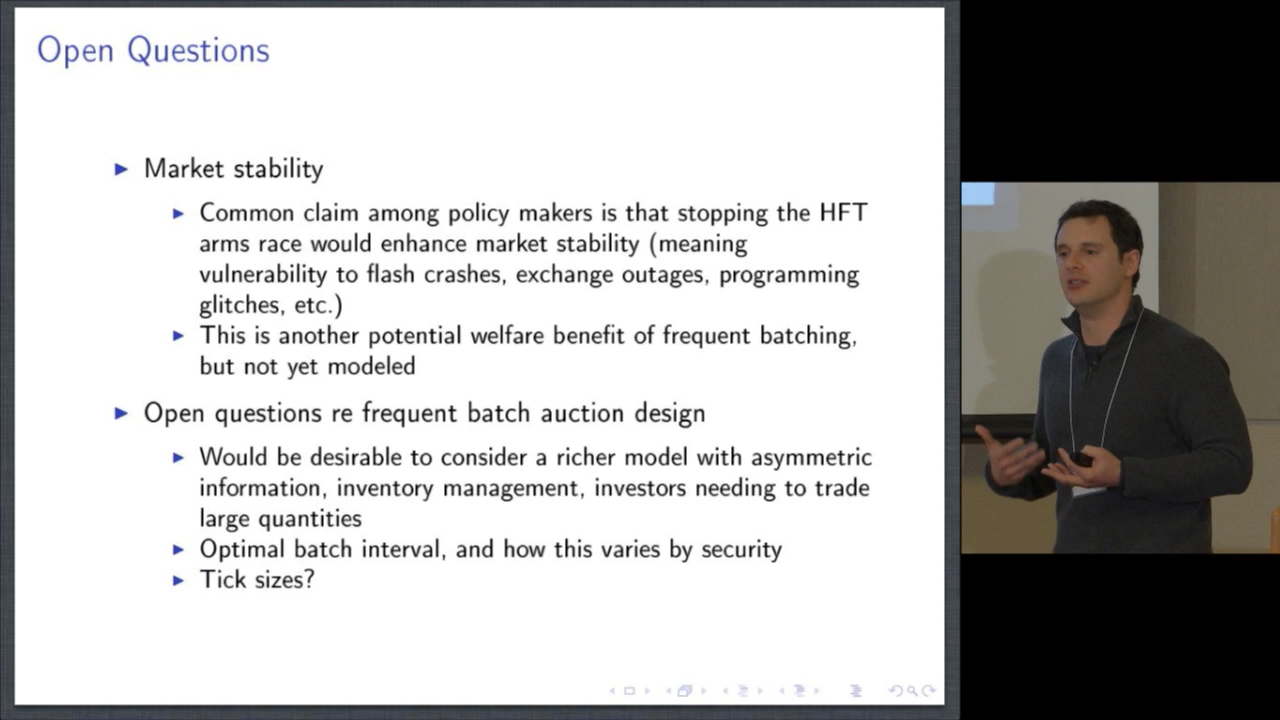 Open Questions
Market stability
Common claim among policy makers is that stopping the HFT
arms race would enhance market stability (meaning
vulnerability to flash crashes, exchange outages, programming
glitches, etc.)
This is another potential welfare benefit of frequent batching,
but not yet modeled
Open questions re frequent batch auction design
Would be desirable to consider a richer model with asymmetric
information, inventory management, investors needing to trade
large quantities
Optimal batch interval, and how this varies by security
Tick sizes?